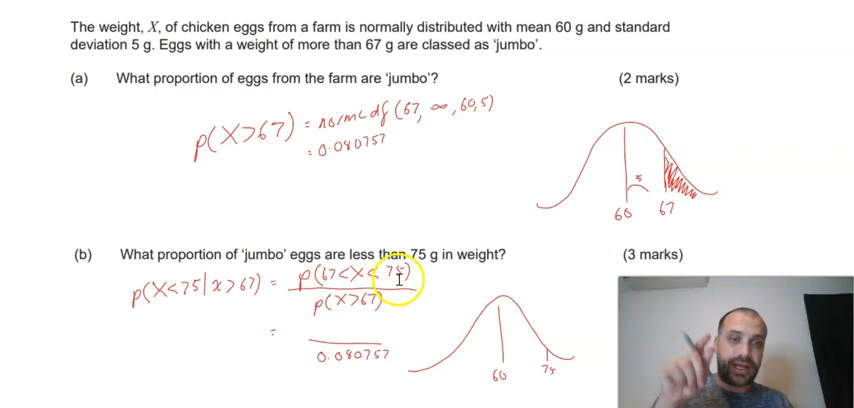 The weight, X, of chicken eggs from a farm is normally distributed with mean 60 g and standard
deviation 5 g. Eggs with a weight of more than 67 g are classed as 'jumbo'.
(a) What proportion of eggs from the farm are 'jumbo'? (2 marks)
P(X>67) = normcdf(67, ∞, 60, 5)
= 0.080757
5
60 67
(b) What proportion of 'jumbo' eggs are less than 75 g in weight? (3 marks)
P(X<75|x>67) = P(67<X<75)
P(X>67)
=
0.080757
60 75